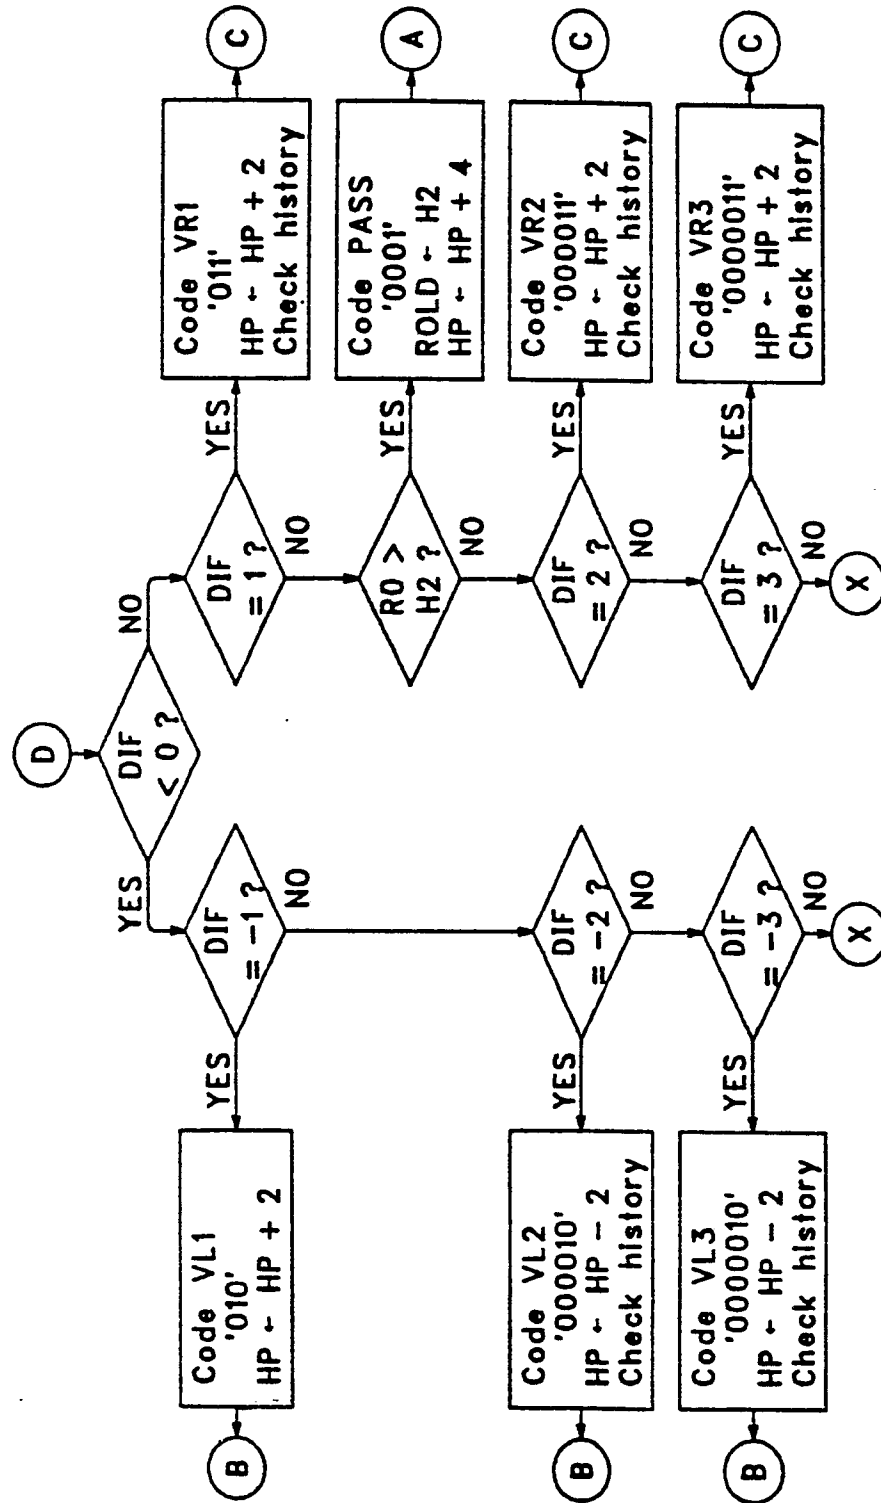 D
DIF
< 0 ?
YES
NO
B
Code VL1
'010'
HP ← HP + 2
YES
DIF
= -1 ?
NO
DIF
= 1 ?
NO
YES
Code VR1
'011'
HP ← HP + 2
Check history
C
R0 >
H2 ?
NO
YES
Code PASS
'0001'
ROLD ← H2
HP ← HP + 4
A
B
Code VL2
'000010'
HP ← HP - 2
Check history
YES
DIF
= -2 ?
NO
DIF
= 2 ?
NO
YES
Code VR2
'000011'
HP ← HP + 2
Check history
C
B
Code VL3
'0000010'
HP ← HP - 2
Check history
YES
DIF
= -3 ?
NO
X
DIF
= 3 ?
NO
X
YES
Code VR3
'0000011'
HP ← HP + 2
Check history
C